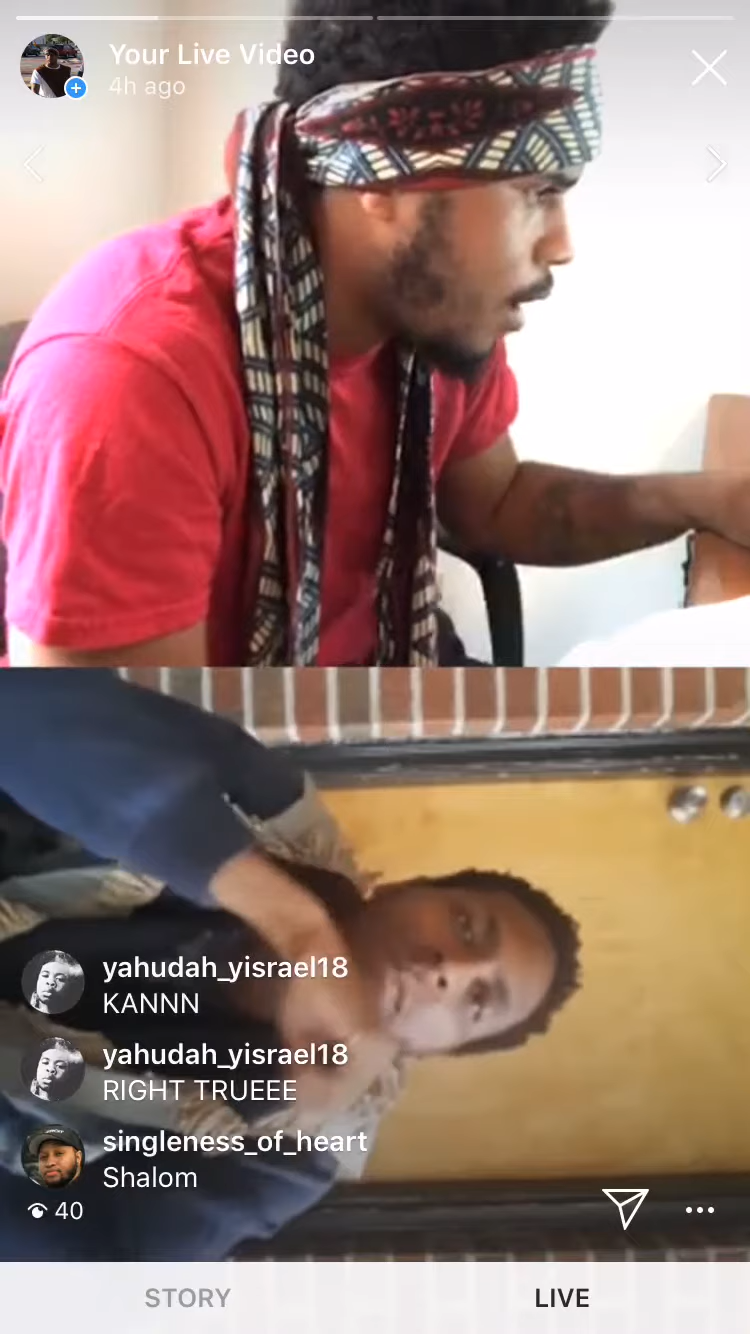 Your Live Video
4h ago
yahudah_yisrael18
KANNN
yahudah_yisrael18
RIGHT TRUEEE
singleness_of_heart
Shalom
40
STORY
LIVE